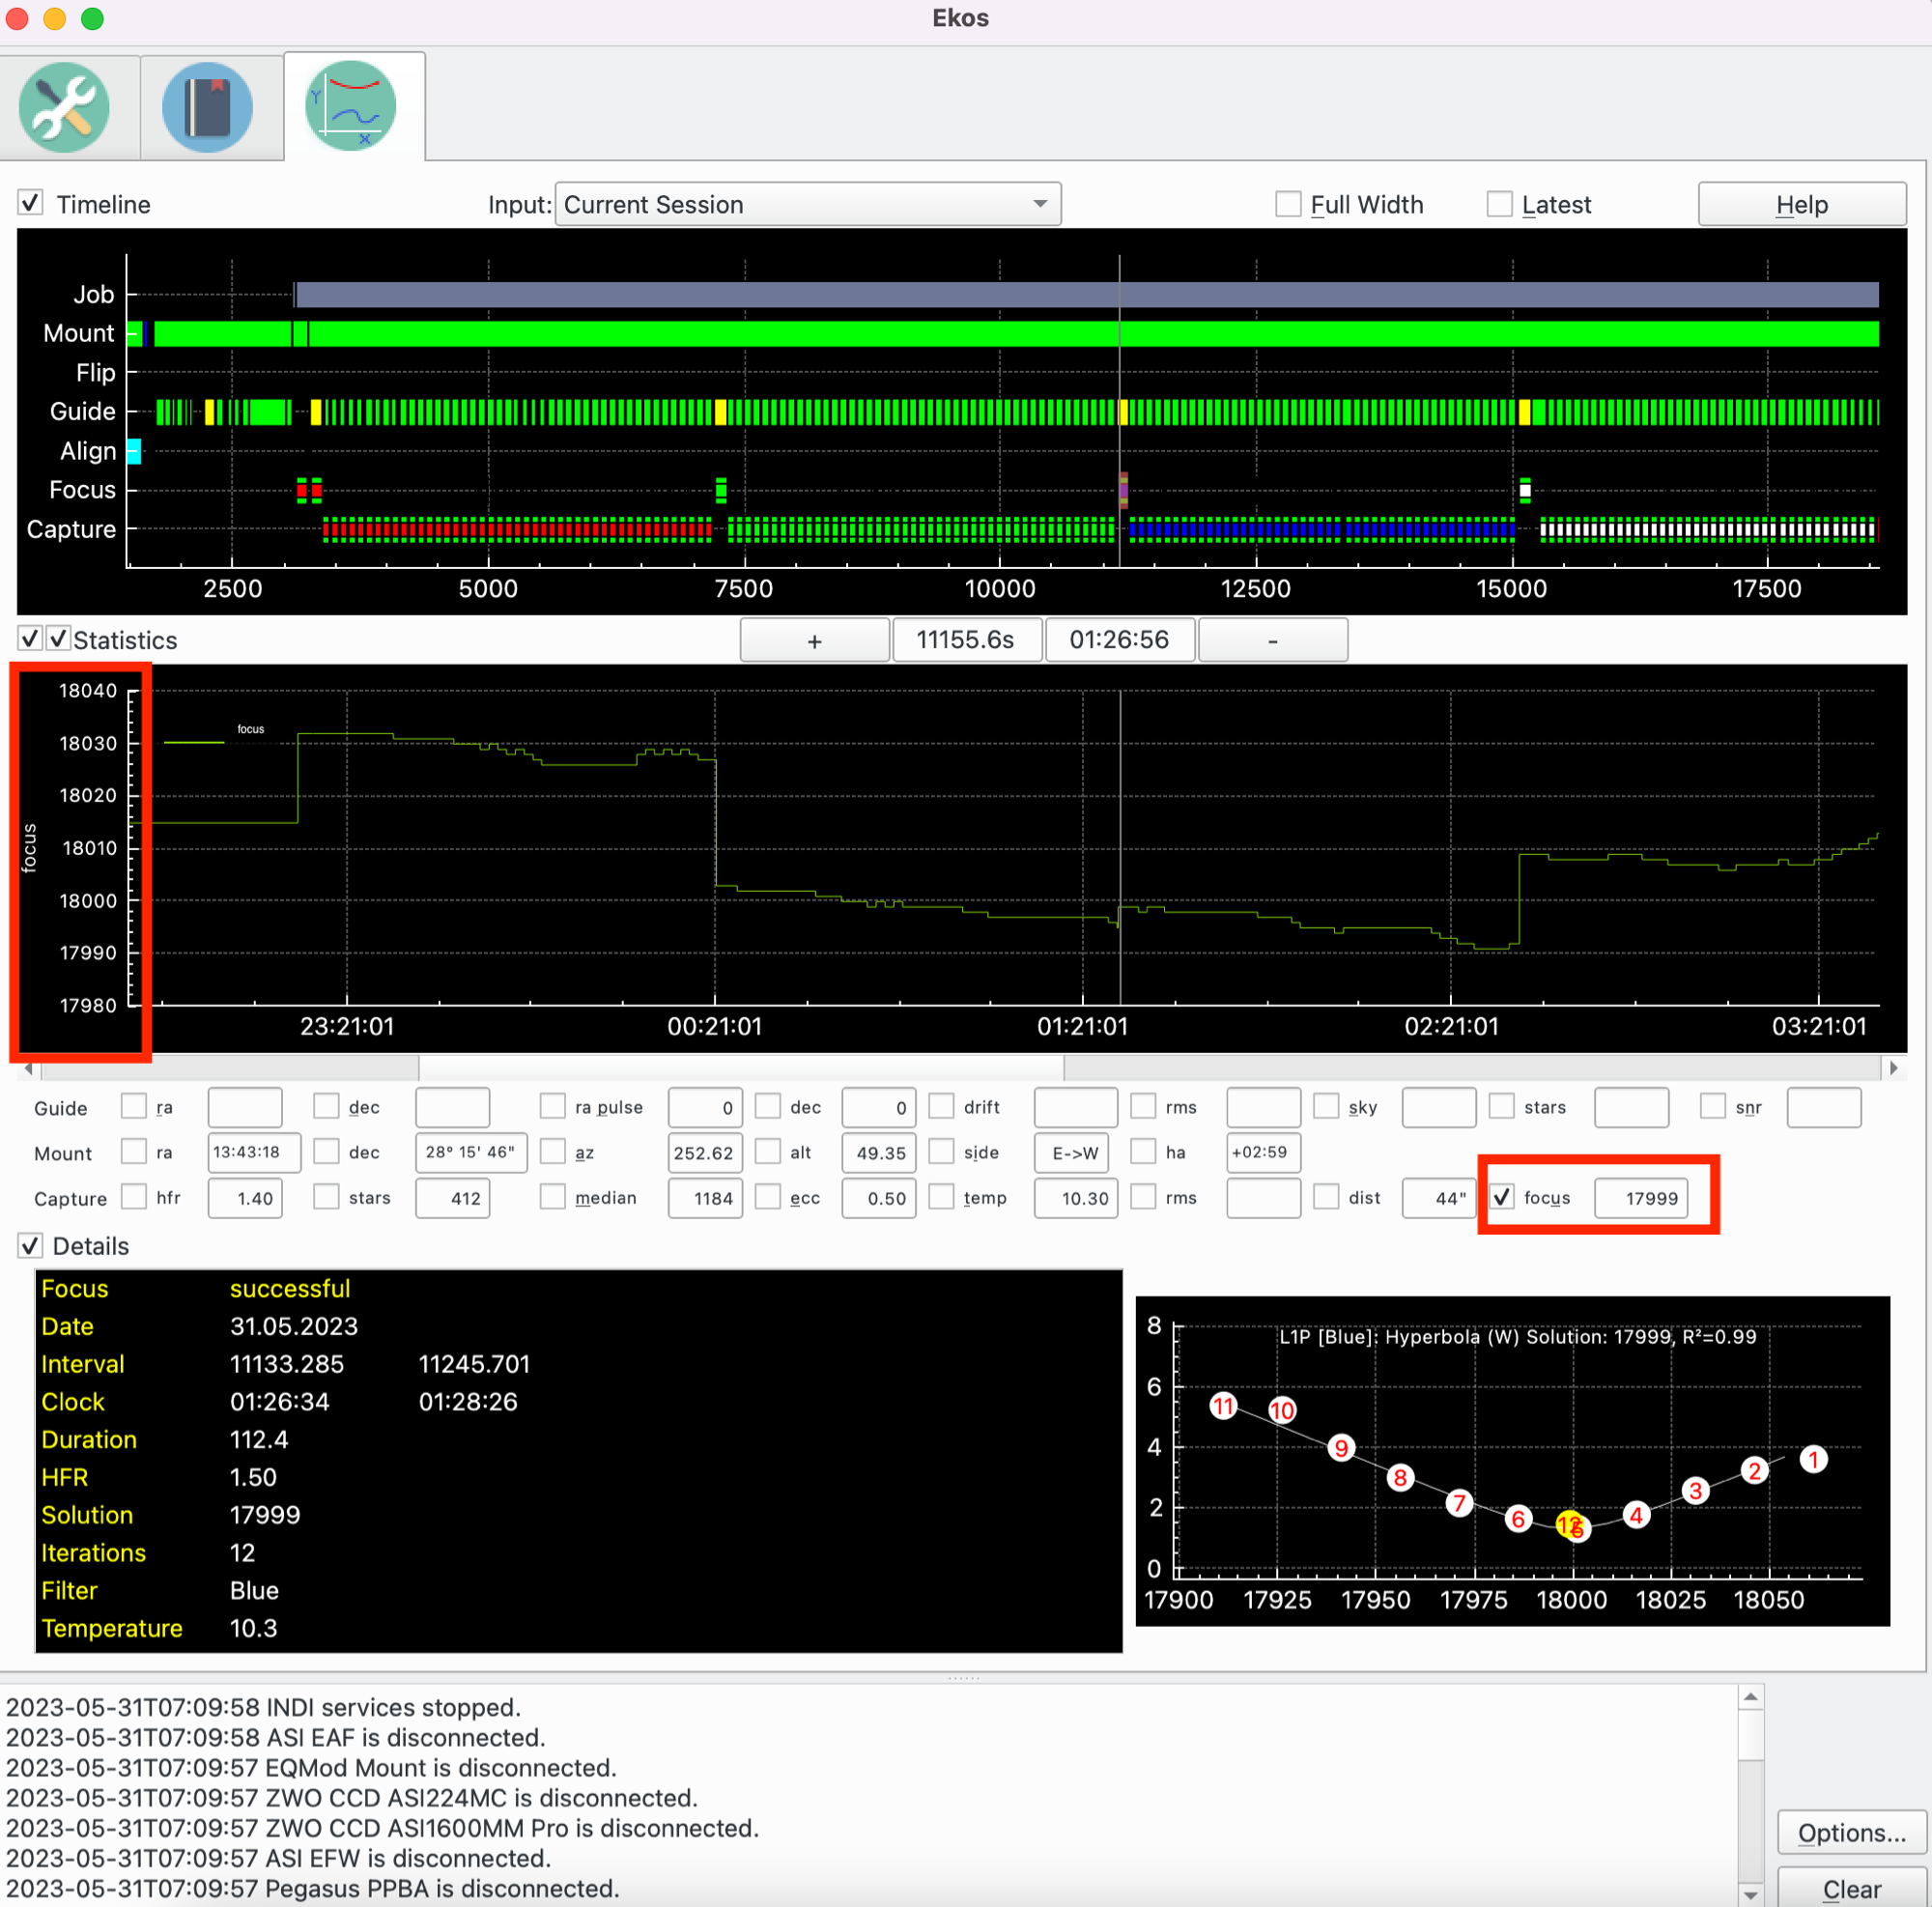 Ekos
Y
X
Timeline Input: Current Session Full Width Latest Help
Job
Mount
Flip
Guide
Align
Focus
Capture
2500 5000 7500 10000 12500 15000 17500
Statistics + 11155.6s 01:26:56 -
focus
18040
18030
18020
18010
18000
17990
17980
focus
23:21:01 00:21:01 01:21:01 02:21:01 03:21:01
Guide ra dec ra pulse 0 dec 0 drift rms sky stars snr
Mount ra 13:43:18 dec 28° 15' 46" az 252.62 alt 49.35 side E->W ha +02:59
Capture hfr 1.40 stars 412 median 1184 ecc 0.50 temp 10.30 rms dist 44" focus 17999
Details
Focus successful
Date 31.05.2023
Interval 11133.285 11245.701
Clock 01:26:34 01:28:26
Duration 112.4
HFR 1.50
Solution 17999
Iterations 12
Filter Blue
Temperature 10.3
L1P [Blue]: Hyperbola (W) Solution: 17999, R²=0.99
8
6
4
2
0
11 10 9 8 7 6 12 5 4 3 2 1
17900 17925 17950 17975 18000 18025 18050
2023-05-31T07:09:58 INDI services stopped.
2023-05-31T07:09:58 ASI EAF is disconnected.
2023-05-31T07:09:57 EQMod Mount is disconnected.
2023-05-31T07:09:57 ZWO CCD ASI224MC is disconnected.
2023-05-31T07:09:57 ZWO CCD ASI1600MM Pro is disconnected.
2023-05-31T07:09:57 ASI EFW is disconnected.
2023-05-31T07:09:57 Pegasus PPBA is disconnected.
Options...
Clear